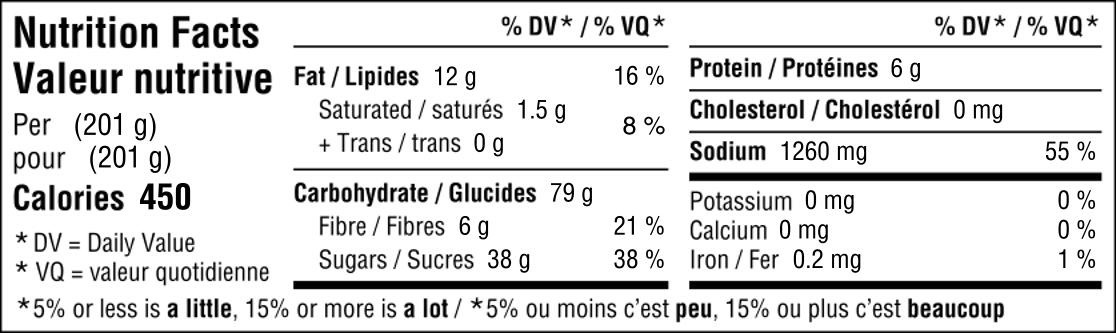 Nutrition Facts
Valeur nutritive
Per (201 g)
pour (201 g)
Calories 450
* DV = Daily Value
* VQ = valeur quotidienne
% DV* / % VQ*
Fat / Lipides 12 g 16 %
Saturated / saturés 1.5 g
8 %
+ Trans / trans 0 g
Carbohydrate / Glucides 79 g
Fibre / Fibres 6 g 21 %
Sugars / Sucres 38 g 38 %
% DV* / % VQ*
Protein / Protéines 6 g
Cholesterol / Cholestérol 0 mg
Sodium 1260 mg 55 %
Potassium 0 mg 0 %
Calcium 0 mg 0 %
Iron / Fer 0.2 mg 1 %
*5% or less is a little, 15% or more is a lot / *5% ou moins c’est peu, 15% ou plus c’est beaucoup